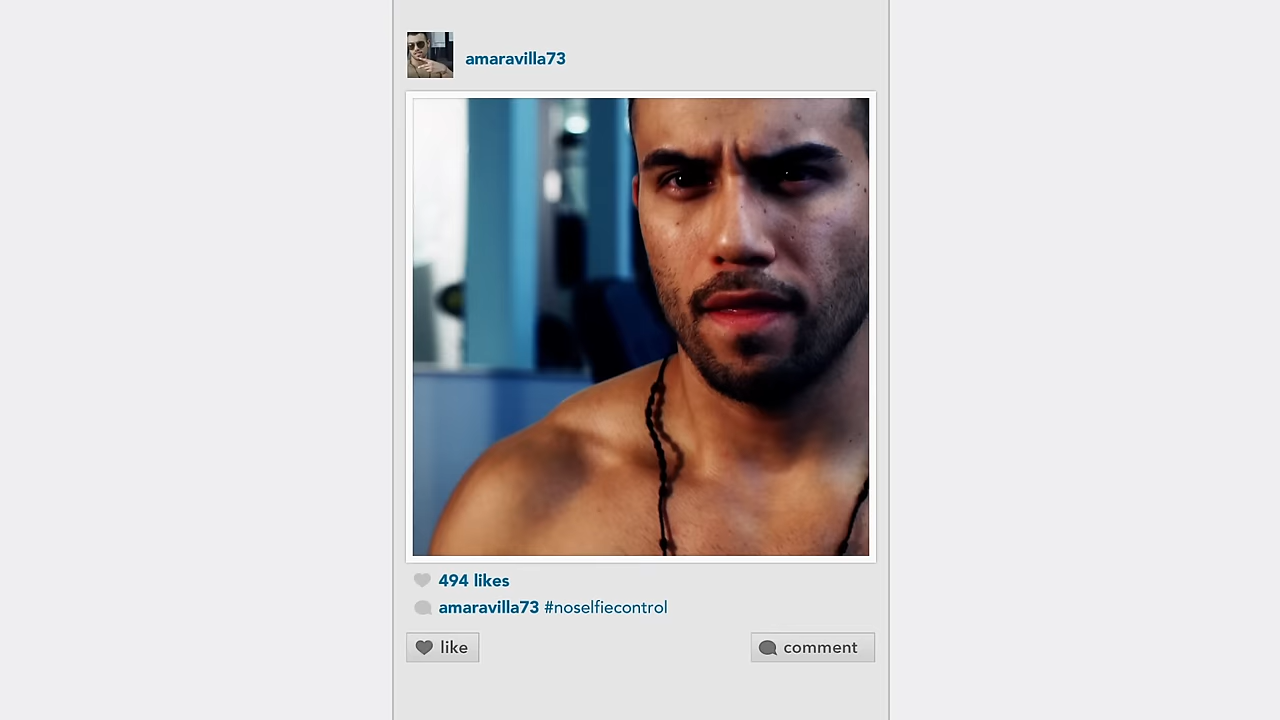 amaravilla73
494 likes
amaravilla73 #noselfiecontrol
like
comment